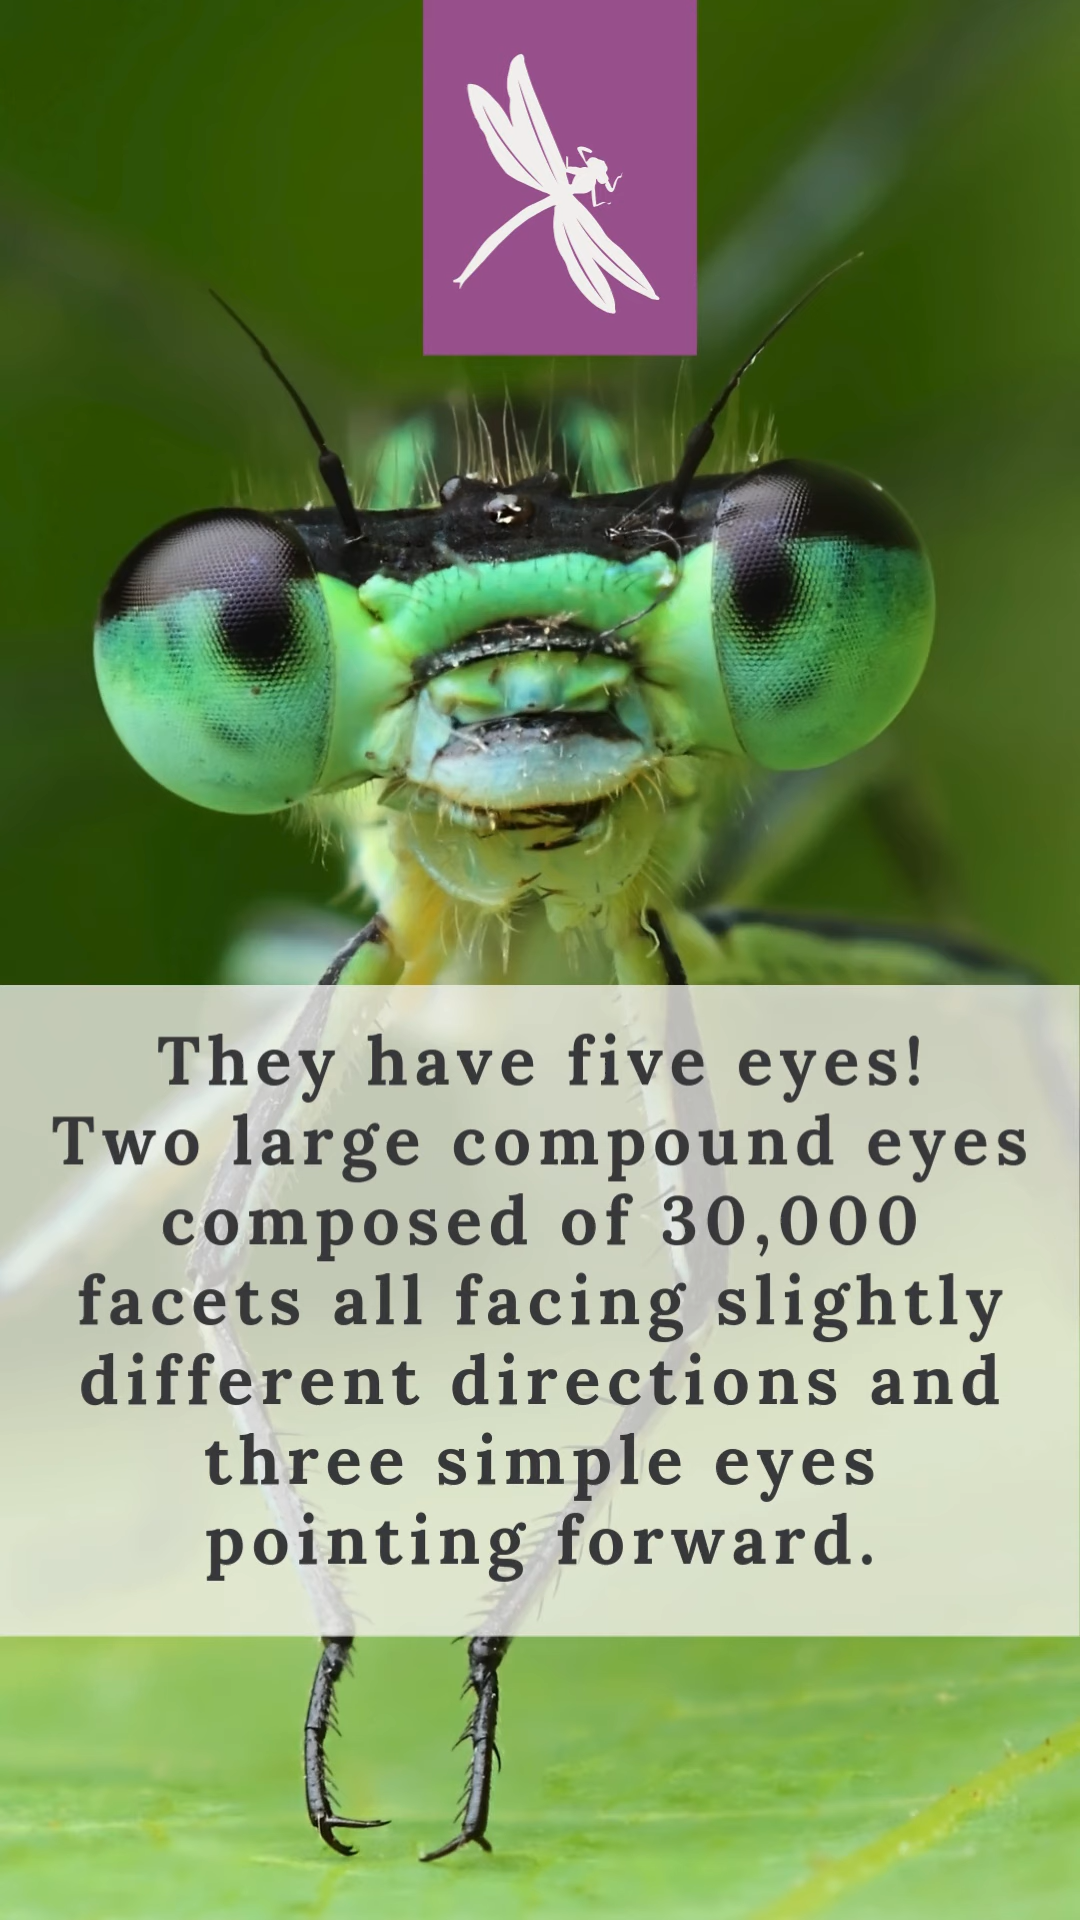 They have five eyes!
Two large compound eyes
composed of 30,000
facets all facing slightly
different directions and
three simple eyes
pointing forward.